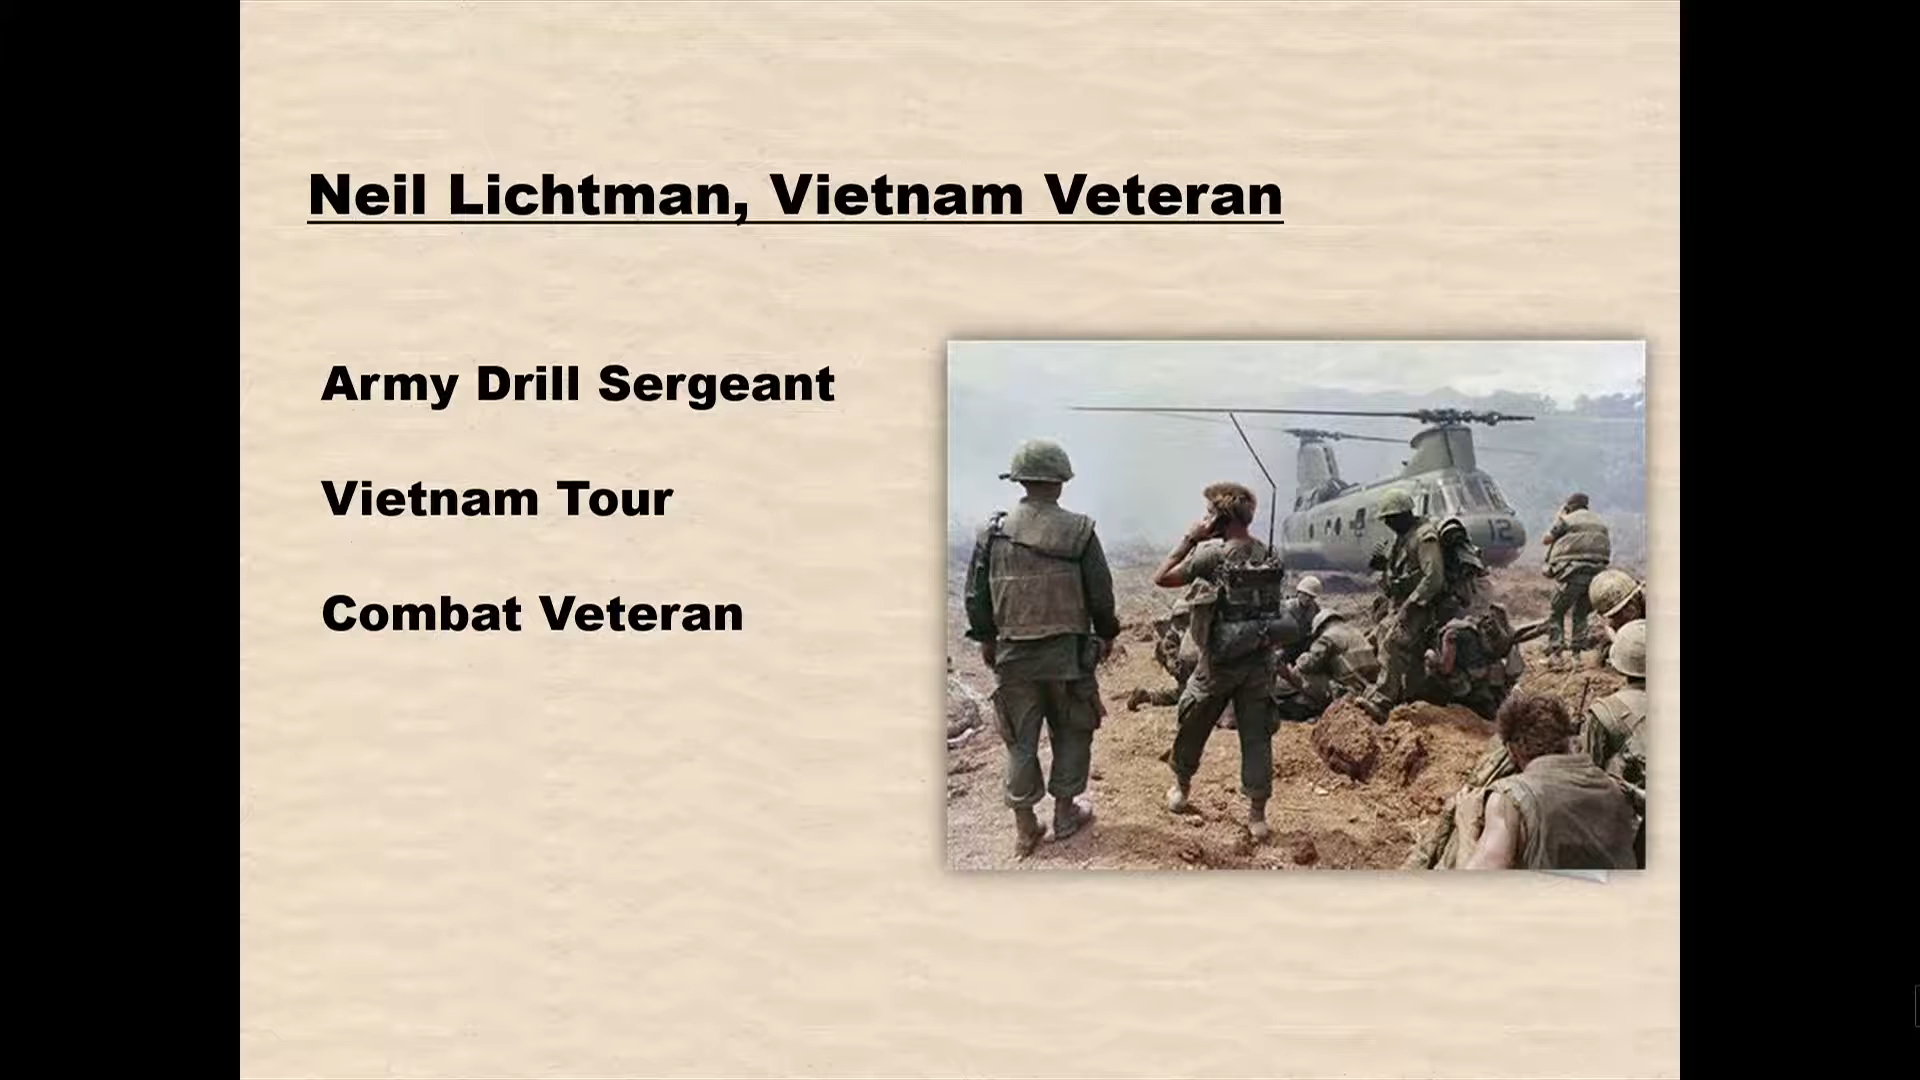 Neil Lichtman, Vietnam Veteran
Army Drill Sergeant
Vietnam Tour
Combat Veteran
12